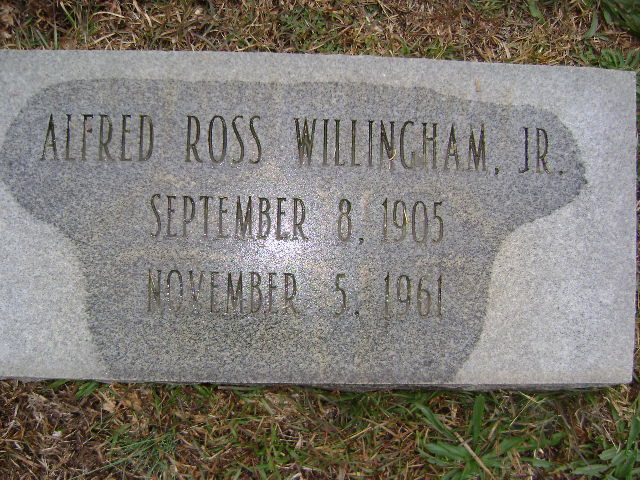 ALFRED ROSS WILLINGHAM, JR.
SEPTEMBER 8, 1905
NOVEMBER 5, 1961